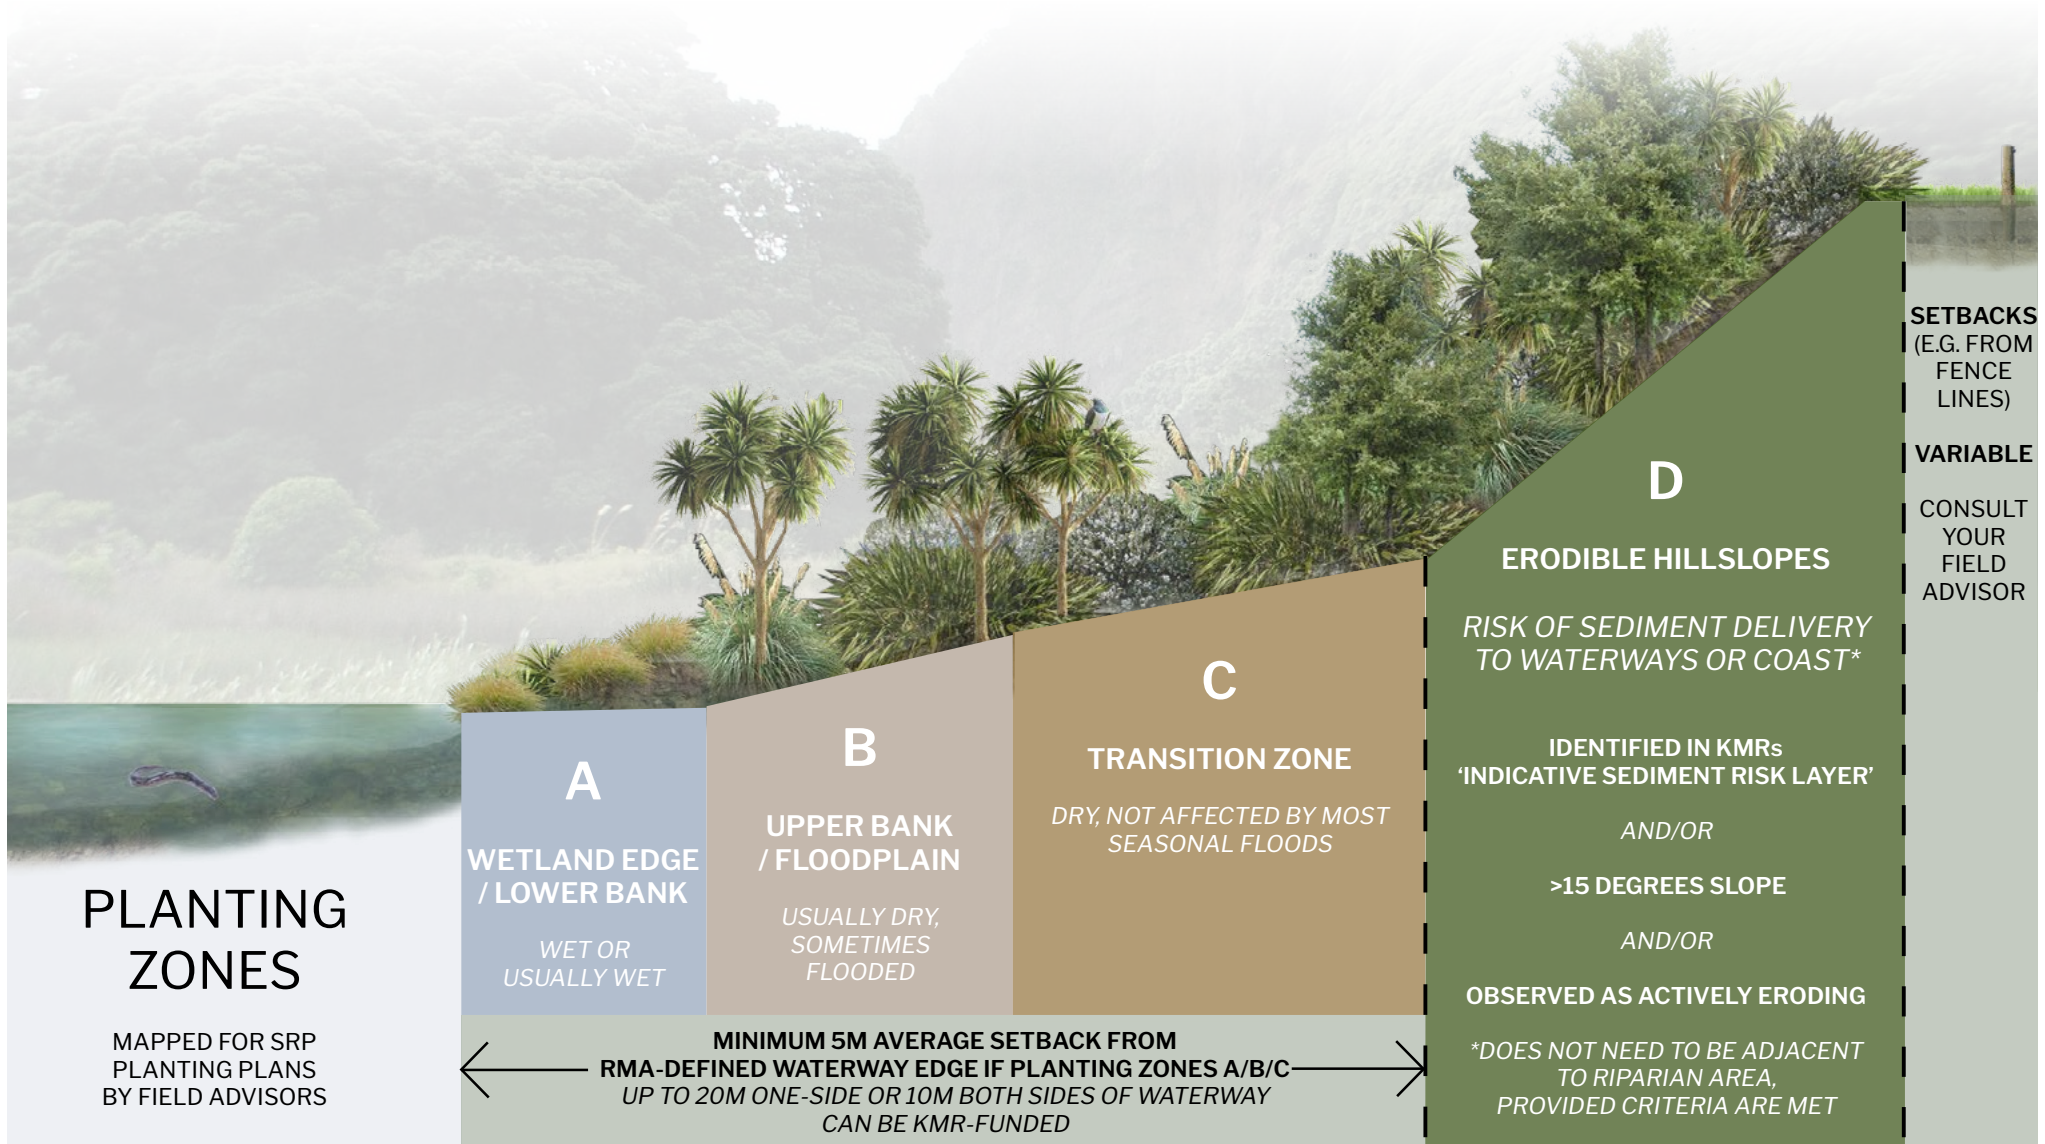 PLANTING
ZONES
MAPPED FOR SRP
PLANTING PLANS
BY FIELD ADVISORS
A
WETLAND EDGE
/ LOWER BANK
WET OR
USUALLY WET
B
UPPER BANK
/ FLOODPLAIN
USUALLY DRY,
SOMETIMES
FLOODED
C
TRANSITION ZONE
DRY, NOT AFFECTED BY MOST
SEASONAL FLOODS
MINIMUM 5M AVERAGE SETBACK FROM
RMA-DEFINED WATERWAY EDGE IF PLANTING ZONES A/B/C
UP TO 20M ONE-SIDE OR 10M BOTH SIDES OF WATERWAY
CAN BE KMR-FUNDED
D
ERODIBLE HILLSLOPES
RISK OF SEDIMENT DELIVERY
TO WATERWAYS OR COAST*
IDENTIFIED IN KMRs
‘INDICATIVE SEDIMENT RISK LAYER’
AND/OR
>15 DEGREES SLOPE
AND/OR
OBSERVED AS ACTIVELY ERODING
*DOES NOT NEED TO BE ADJACENT
TO RIPARIAN AREA,
PROVIDED CRITERIA ARE MET
SETBACKS
(E.G. FROM
FENCE
LINES)
VARIABLE
CONSULT
YOUR
FIELD
ADVISOR